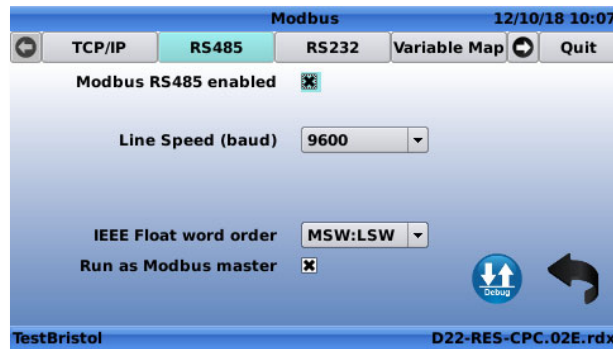 Modbus 12/10/18 10:07
TCP/IP RS485 RS232 Variable Map Quit
Modbus RS485 enabled
Line Speed (baud) 9600
IEEE Float word order MSW:LSW
Run as Modbus master
Debug
TestBristol D22-RES-CPC.02E.rdx